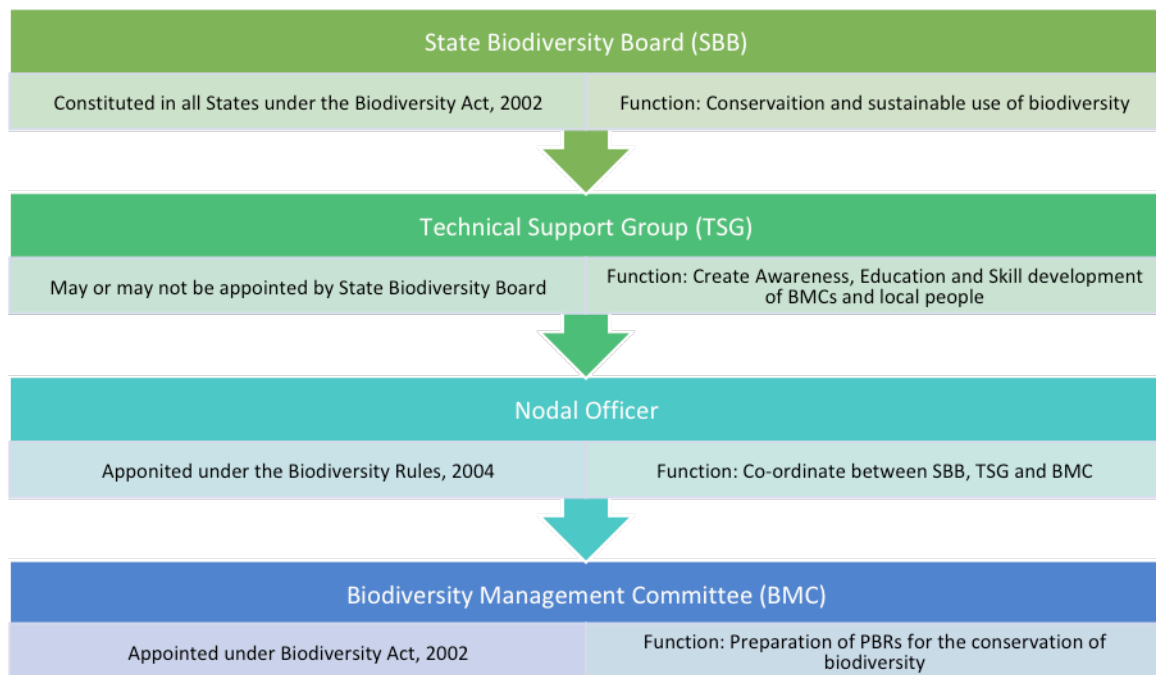 State Biodiversity Board (SBB)
Constituted in all States under the Biodiversity Act, 2002
Function: Conservaition and sustainable use of biodiversity
Technical Support Group (TSG)
May or may not be appointed by State Biodiversity Board
Function: Create Awareness, Education and Skill development
of BMCs and local people
Nodal Officer
Apponited under the Biodiversity Rules, 2004
Function: Co-ordinate between SBB, TSG and BMC
Biodiversity Management Committee (BMC)
Appointed under Biodiversity Act, 2002
Function: Preparation of PBRs for the conservation of
biodiversity